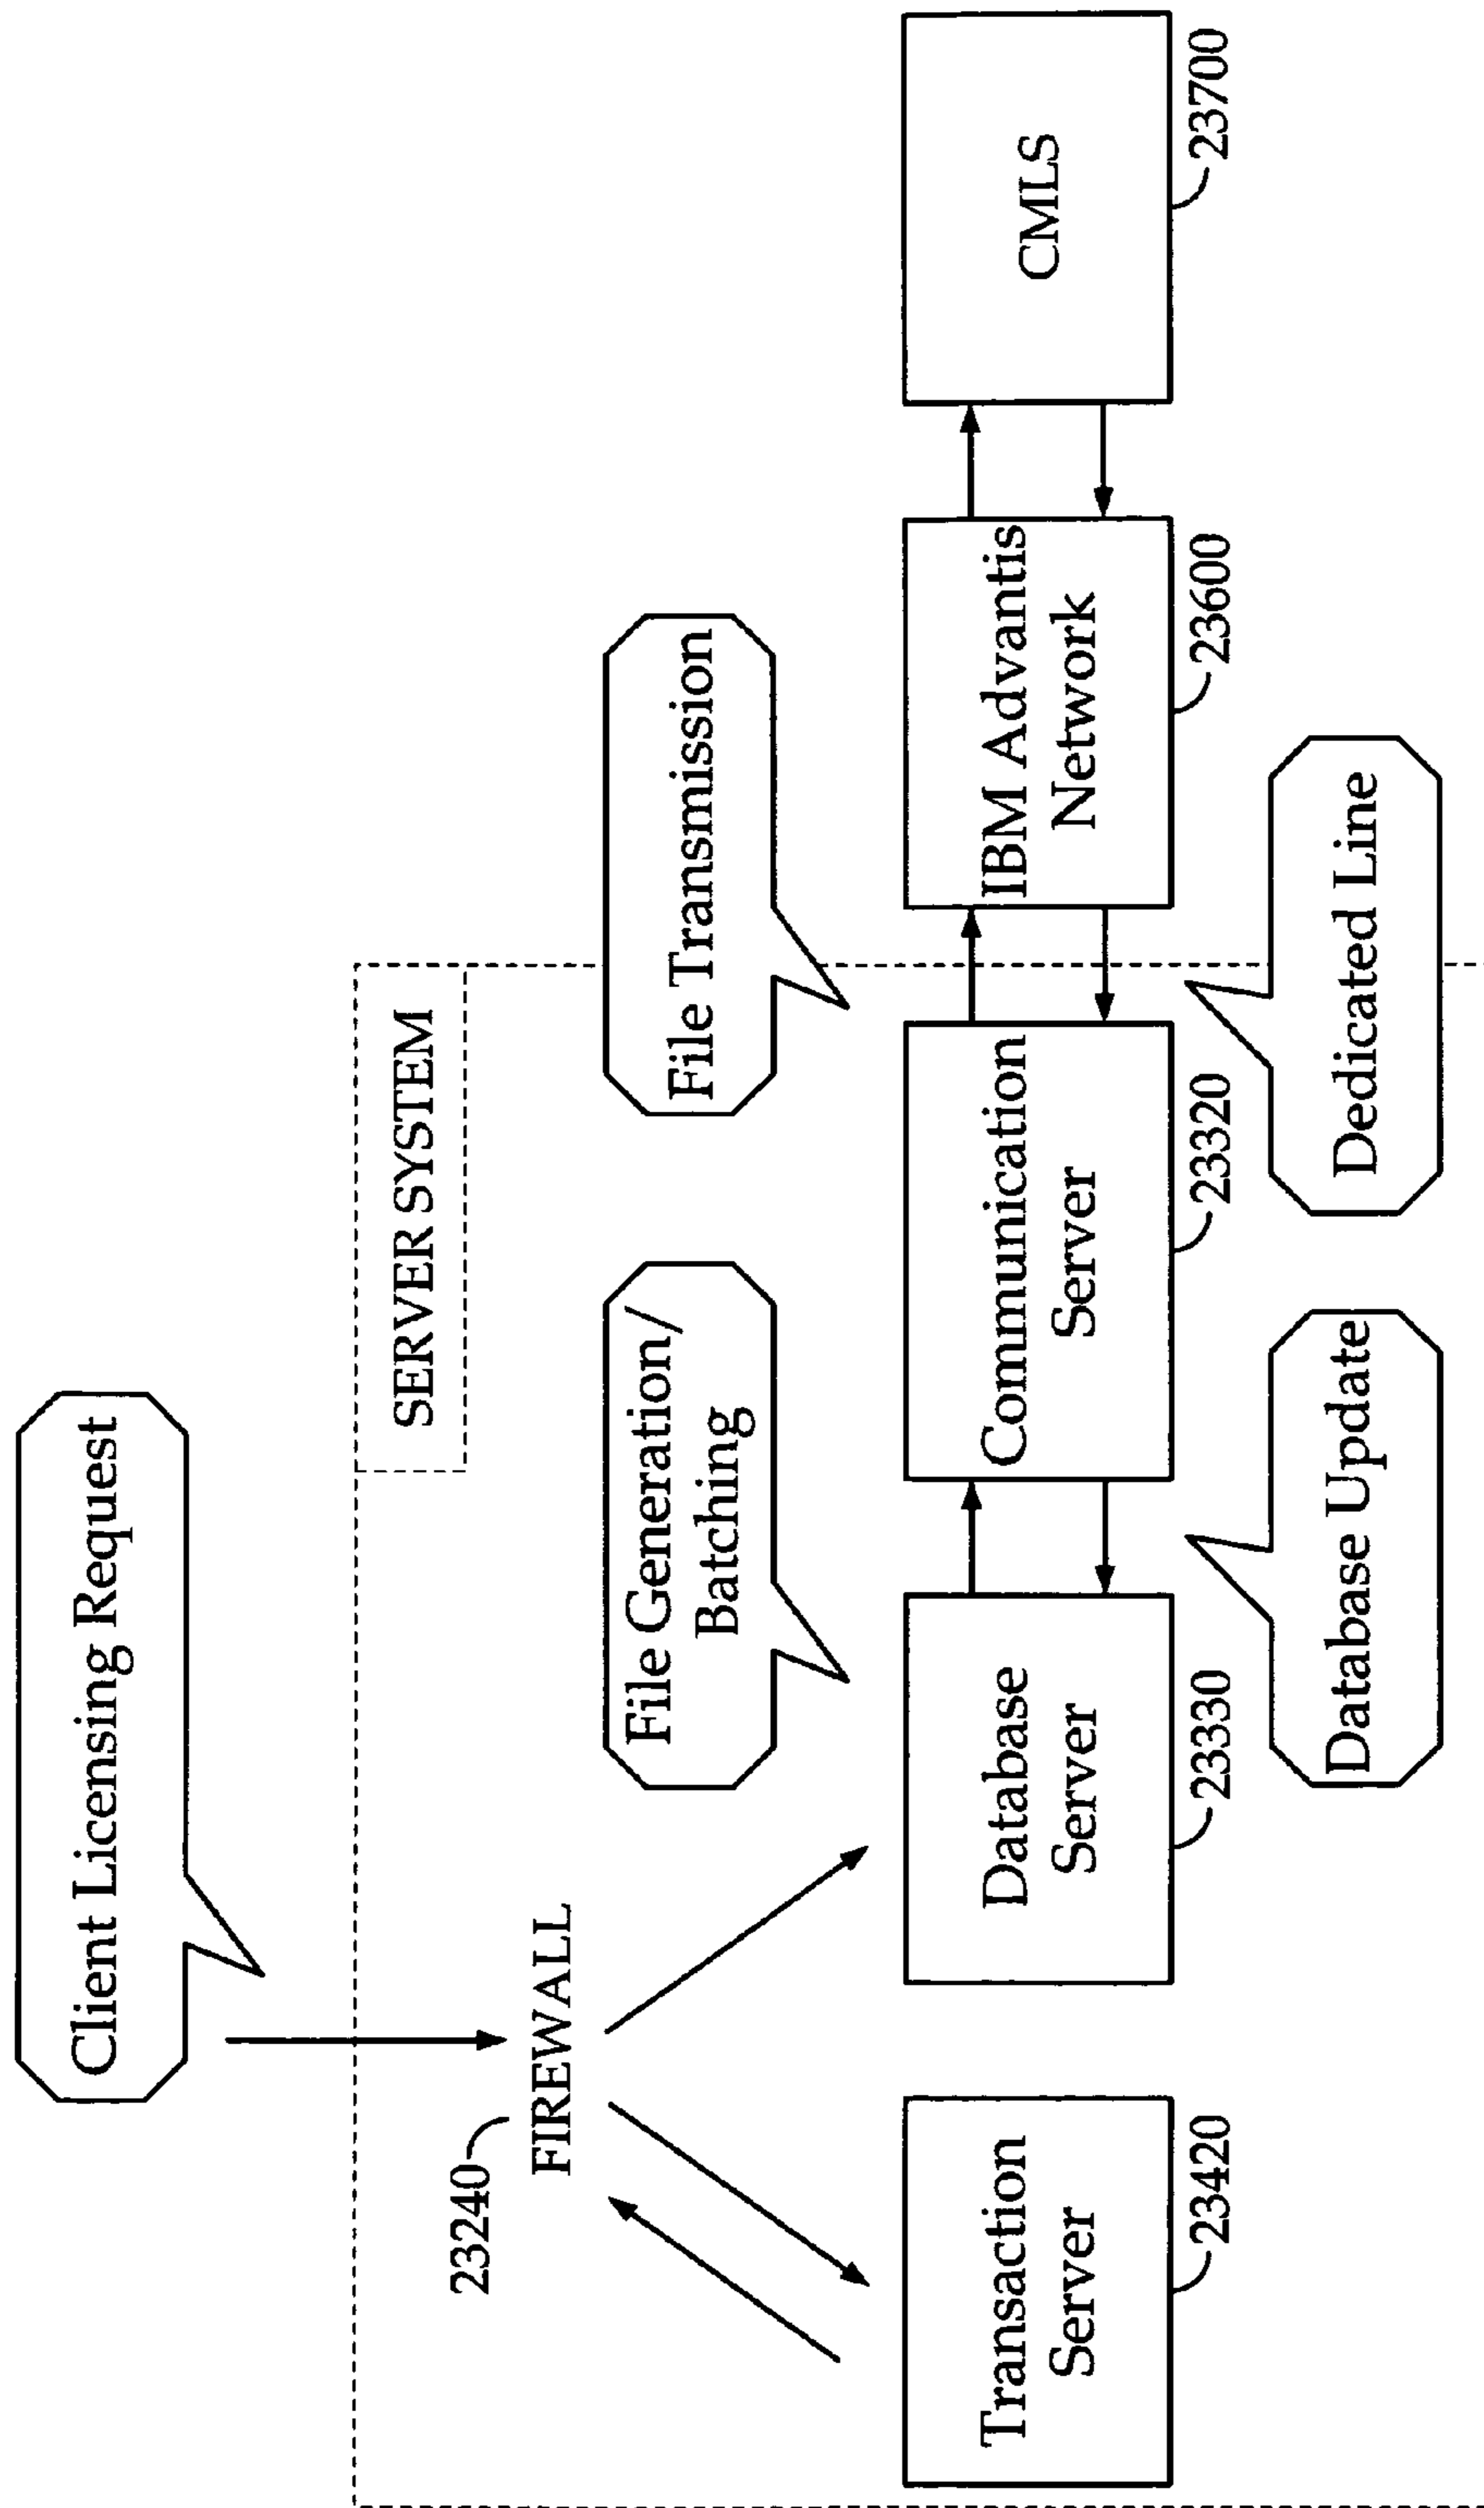 Client Licensing Request
SERVER SYSTEM
23240
FIREWALL
File Generation/
Batching
File Transmission
Transaction
Server
23420
Database
Server
23330
Communication
Server
23320
IBM Advantis
Network
23600
CMLS
23700
Database Update
Dedicated Line